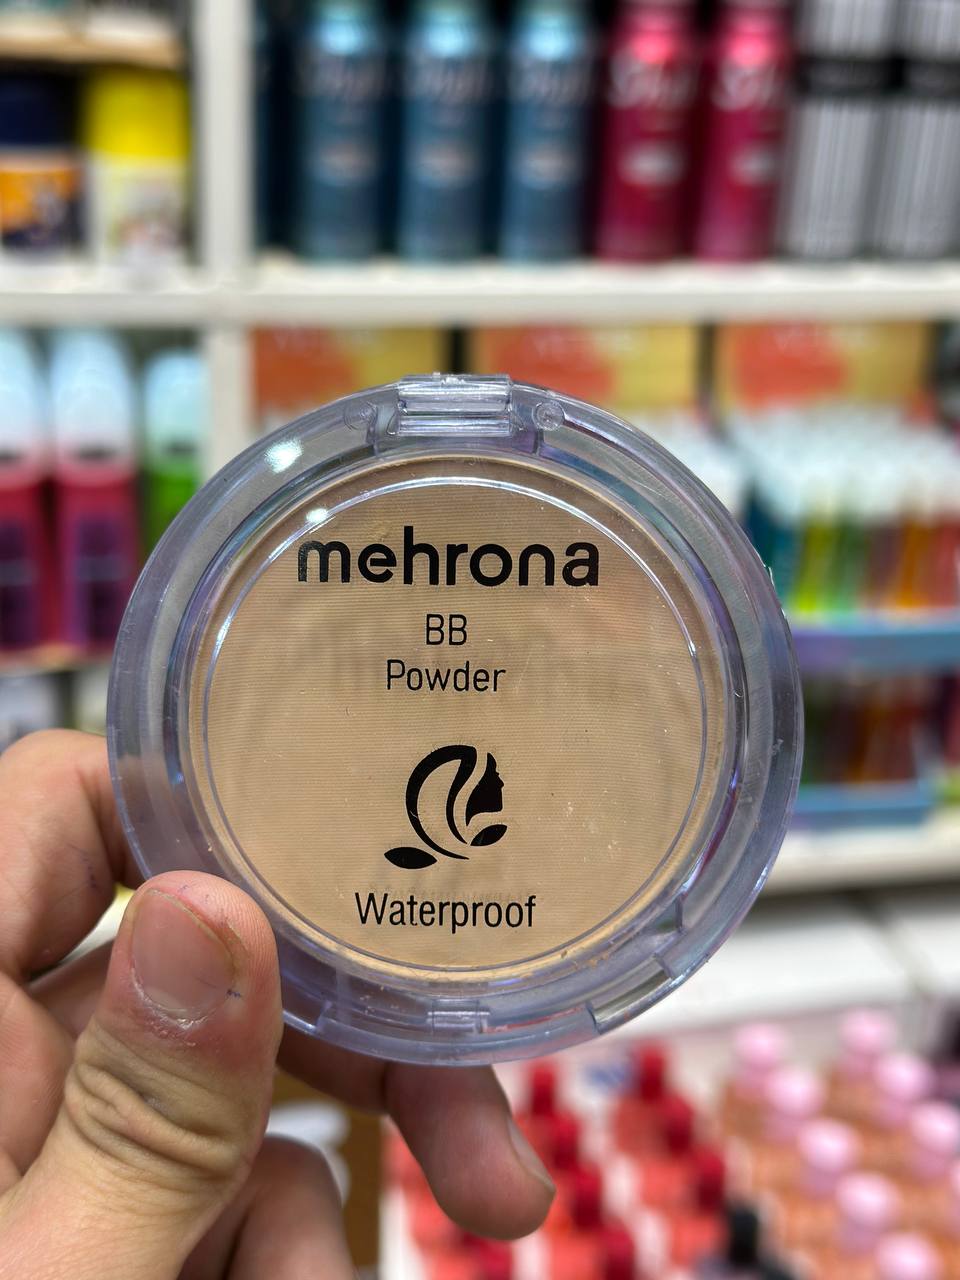 mehrona
BB
Powder
Waterproof